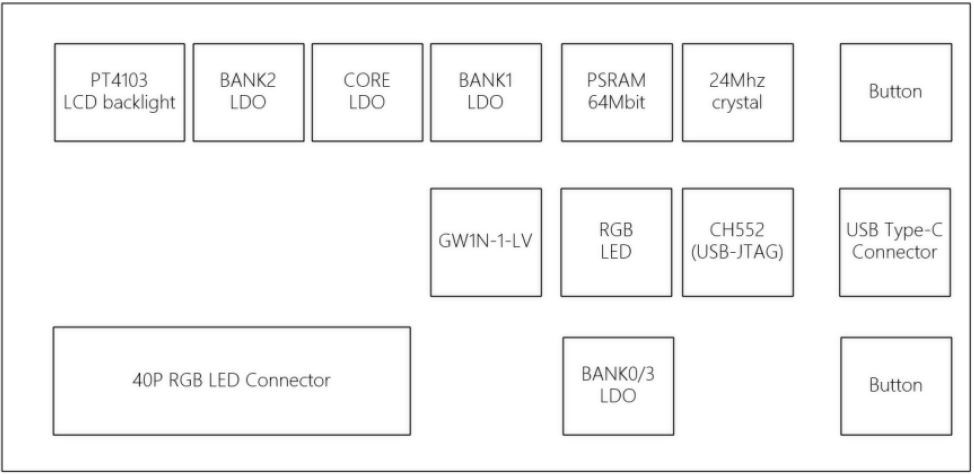 PT4103
LCD backlight
BANK2
LDO
CORE
LDO
BANK1
LDO
PSRAM
64Mbit
24Mhz
crystal
Button
GW1N-1-LV
RGB
LED
CH552
(USB-JTAG)
USB Type-C
Connector
40P RGB LED Connector
BANK0/3
LDO
Button